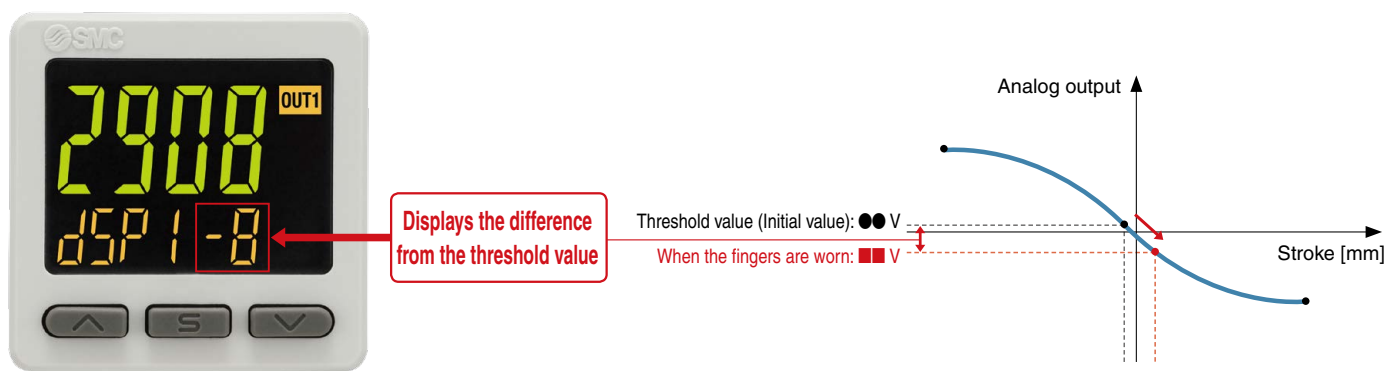 SMC
2908
OUT1
dSP1 -8
S
Displays the difference
from the threshold value
Threshold value (Initial value): ●● V
When the fingers are worn: ■■ V
Analog output
Stroke [mm]